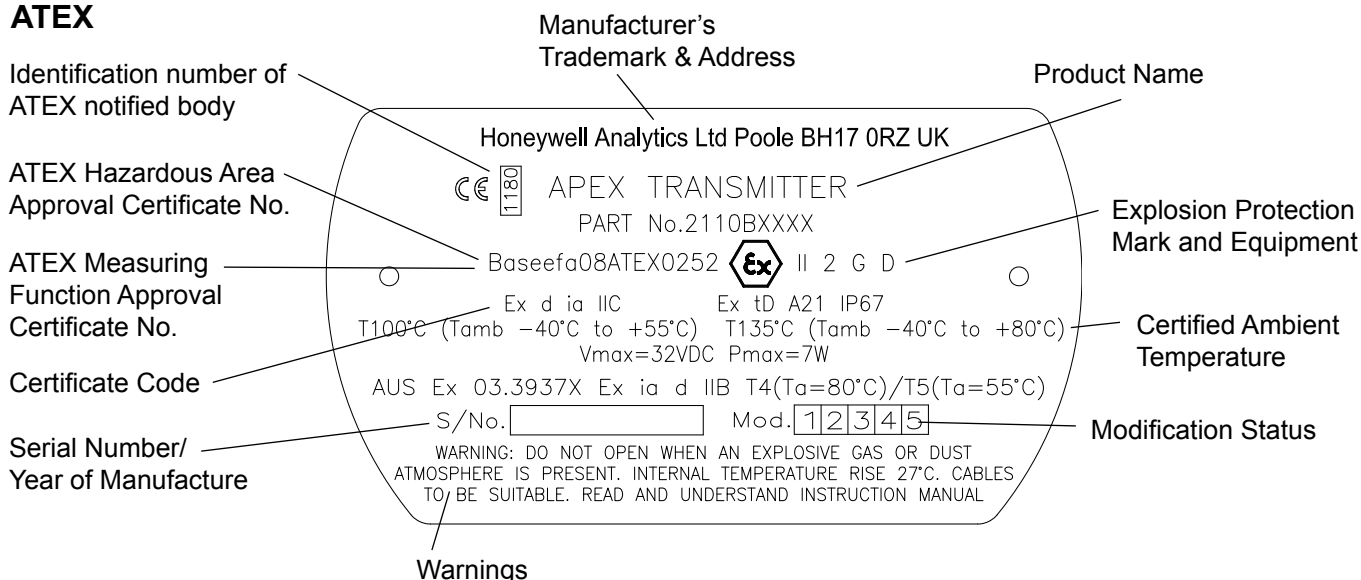 ATEX
Manufacturer's
Trademark & Address
Identification number of
ATEX notified body
Product Name
Honeywell Analytics Ltd Poole BH17 0RZ UK
ATEX Hazardous Area
Approval Certificate No.
CE 1180 APEX TRANSMITTER
PART No.2110BXXXX
Explosion Protection
Mark and Equipment
ATEX Measuring
Function Approval
Certificate No.
Baseefa08ATEX0252 Ex II 2 G D
Ex d ia IIC Ex tD A21 IP67
T100°C (Tamb −40°C to +55°C) T135°C (Tamb −40°C to +80°C)
Vmax=32VDC Pmax=7W
Certified Ambient
Temperature
Certificate Code
AUS Ex 03.3937X Ex ia d IIB T4(Ta=80°C)/T5(Ta=55°C)
S/No. Mod. 1 2 3 4 5
Modification Status
Serial Number/
Year of Manufacture
WARNING: DO NOT OPEN WHEN AN EXPLOSIVE GAS OR DUST
ATMOSPHERE IS PRESENT. INTERNAL TEMPERATURE RISE 27°C. CABLES
TO BE SUITABLE. READ AND UNDERSTAND INSTRUCTION MANUAL
Warnings